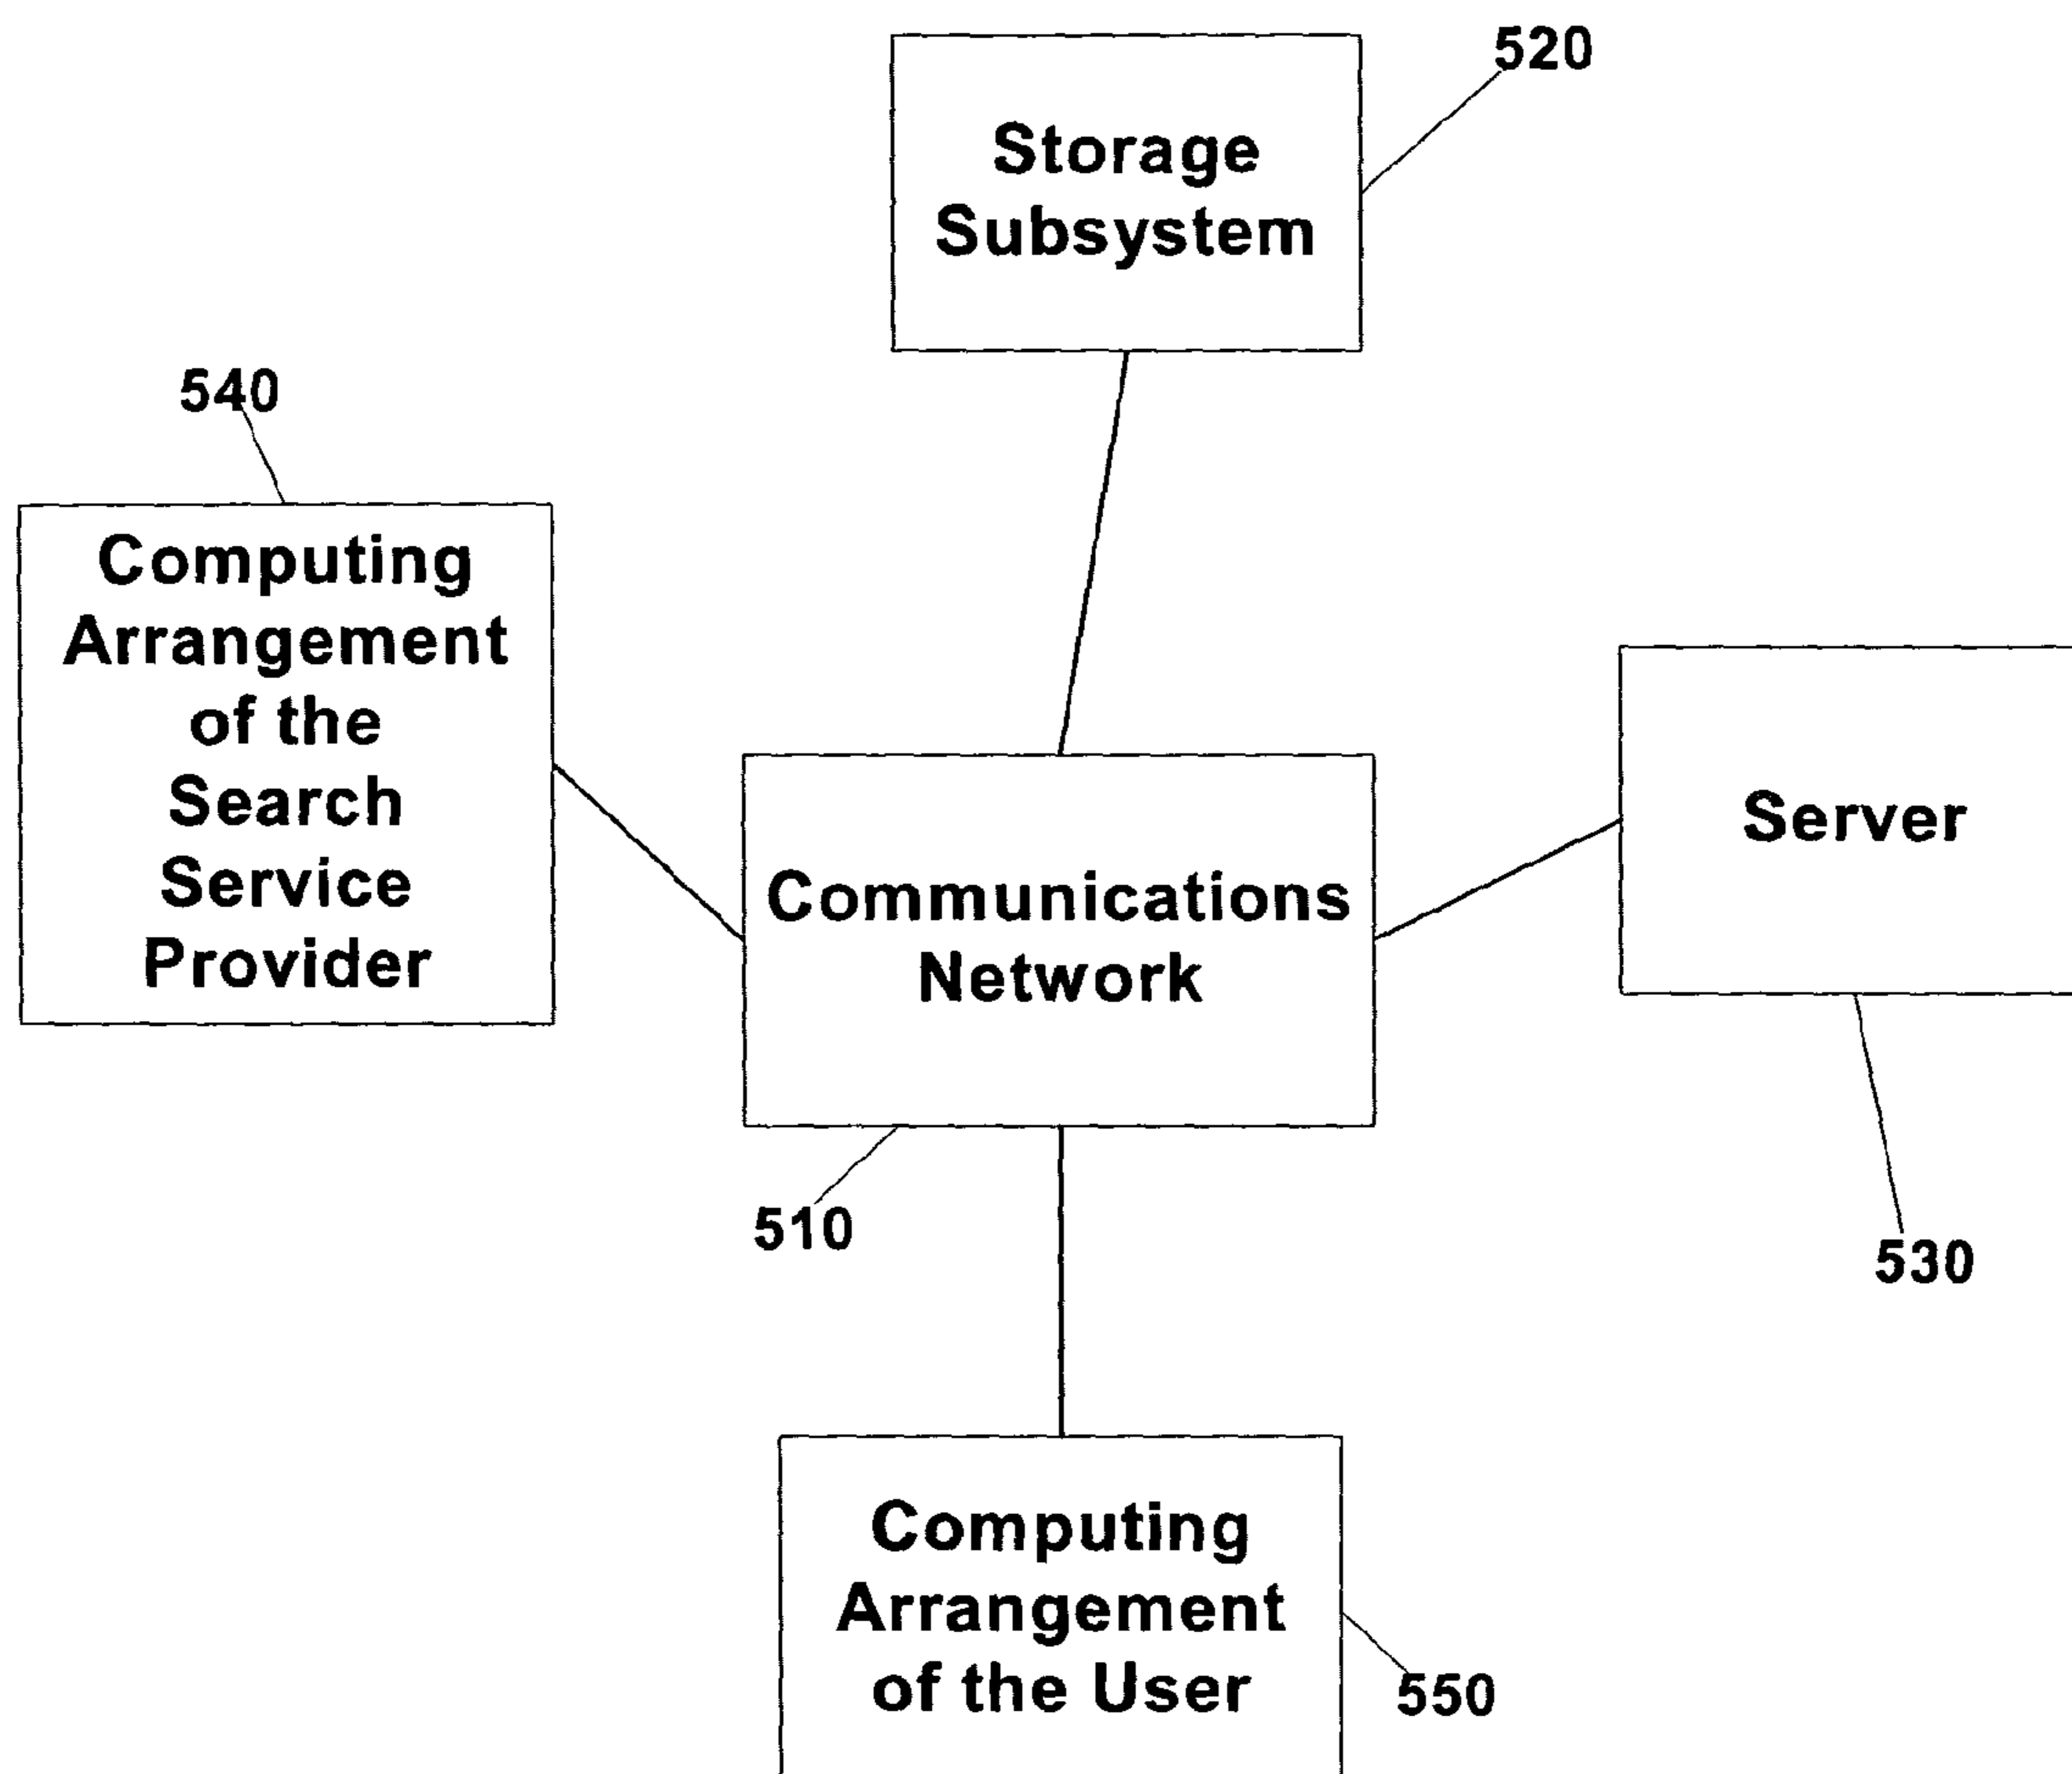 520
Storage
Subsystem
540
Computing
Arrangement
of the
Search
Service
Provider
Server
Communications
Network
510
530
Computing
Arrangement
of the User
550